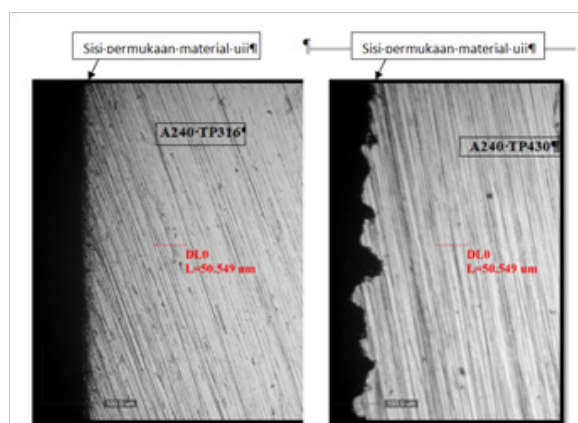 Sisi·permukaan·material·uji¶
¶
Sisi·permukaan·material·uji¶
A240·TP316¶
DL0
L=50.549 um
A240·TP430¶
DL0
L=50.549 um